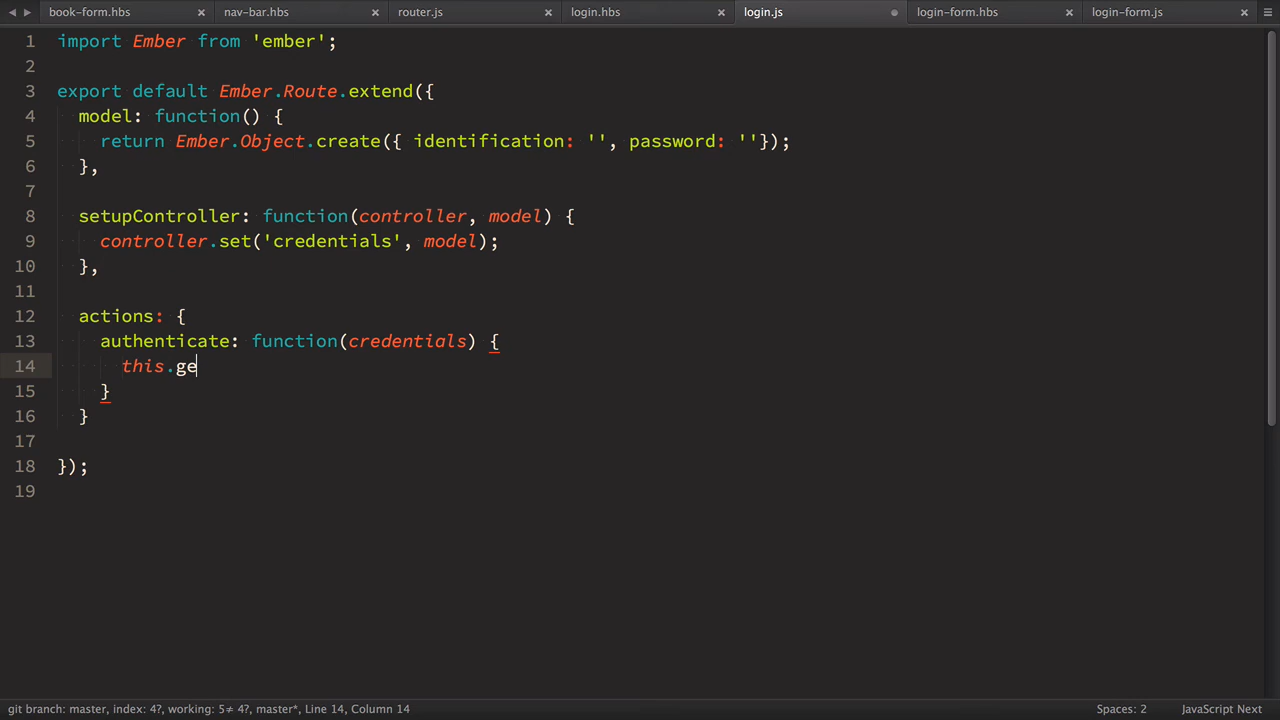 book-form.hbs × nav-bar.hbs × router.js × login.hbs × login.js login-form.hbs × login-form.js ×
1 import Ember from 'ember';
2
3 export default Ember.Route.extend({
4 model: function() {
5 return Ember.Object.create({ identification: '', password: ''});
6 },
7
8 setupController: function(controller, model) {
9 controller.set('credentials', model);
10 },
11
12 actions: {
13 authenticate: function(credentials) {
14 this.ge
15 }
16 }
17
18 });
19
git branch: master, index: 4?, working: 5≠ 4?, master*, Line 14, Column 14 Spaces: 2 JavaScript Next